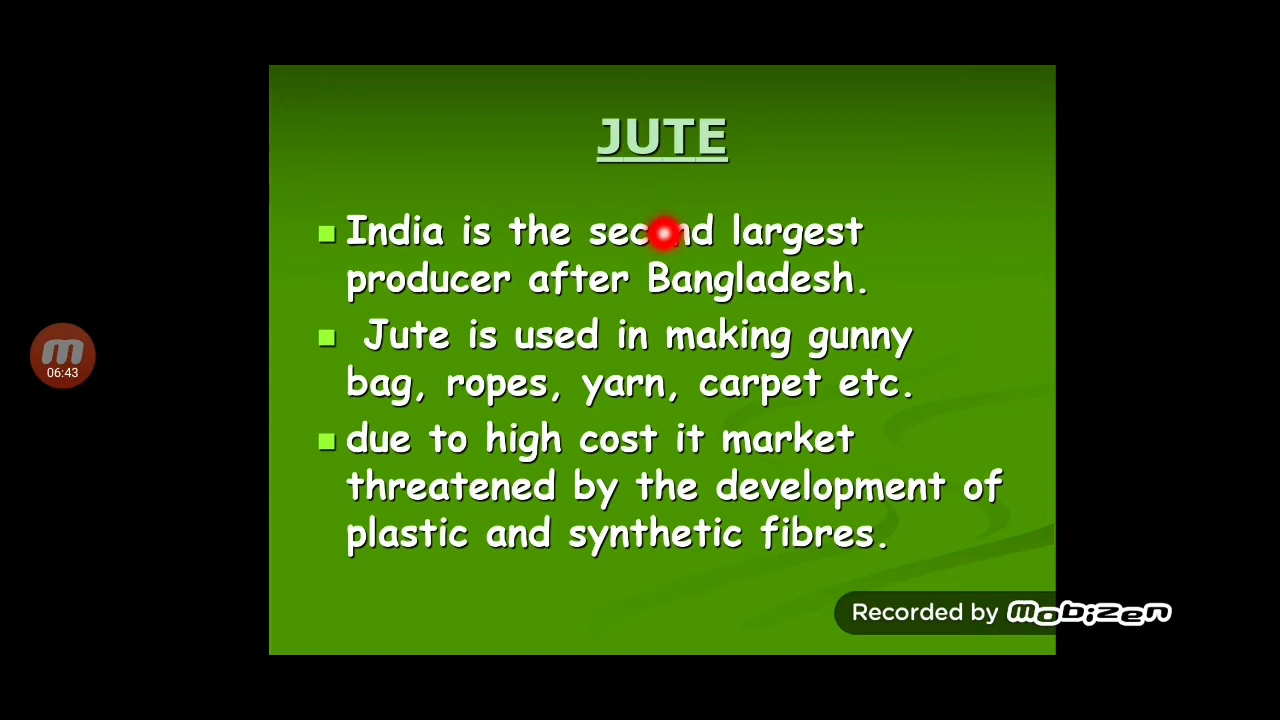 JUTE
India is the second largest
producer after Bangladesh.
Jute is used in making gunny
bag, ropes, yarn, carpet etc.
due to high cost it market
threatened by the development of
plastic and synthetic fibres.
06:43
Recorded by mobizen